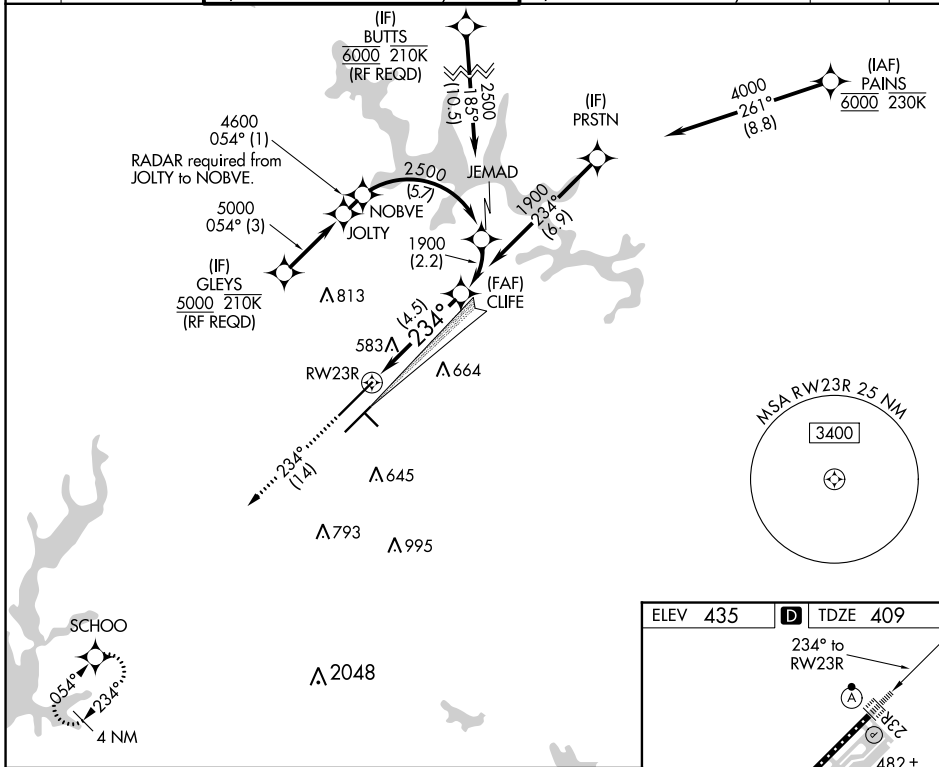 (IF)
BUTTS
6000 210K
(RF REQD)
2500
185°
(10.5)
(IAF)
PAINS
6000 230K
4000
261°
(8.8)
(IF)
PRSTN
4600
054° (1)
RADAR required from
JOLTY to NOBVE.
2500
(5.7)
JEMAD
NOBVE
JOLTY
5000
054° (3)
1900
234°
(6.9)
1900
(2.2)
(IF)
GLEYS
5000 210K
(RF REQD)
813
(FAF)
CLIFE
(4.5)
234°
583
664
RW23R
MSA RW23R 25 NM
3400
234°
(14)
645
793
995
SCHOO
054°
234°
4 NM
2048
ELEV 435 D TDZE 409
234° to
RW23R
A
23R
P
482 ±